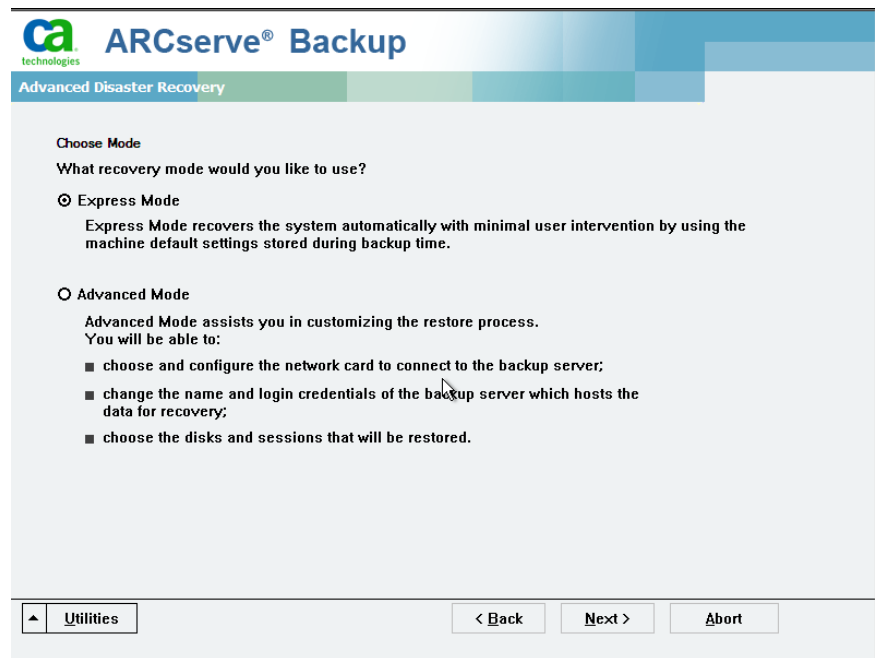 ca
technologies
ARCserve® Backup
Advanced Disaster Recovery
Choose Mode
What recovery mode would you like to use?
Express Mode
Express Mode recovers the system automatically with minimal user intervention by using the
machine default settings stored during backup time.
Advanced Mode
Advanced Mode assists you in customizing the restore process.
You will be able to:
choose and configure the network card to connect to the backup server;
change the name and login credentials of the backup server which hosts the
data for recovery;
choose the disks and sessions that will be restored.
Utilities
< Back
Next >
Abort